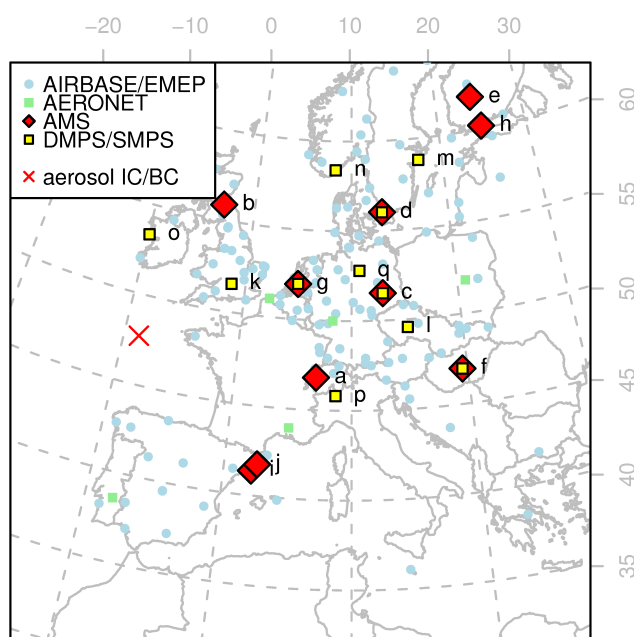 −20 −10 0 10 20 30
AIRBASE/EMEP
AERONET
AMS
DMPS/SMPS
aerosol IC/BC
e
60
h
m
n
b
55
d
o
q
k
g
c
50
l
f
a
45
p
i j
40
35